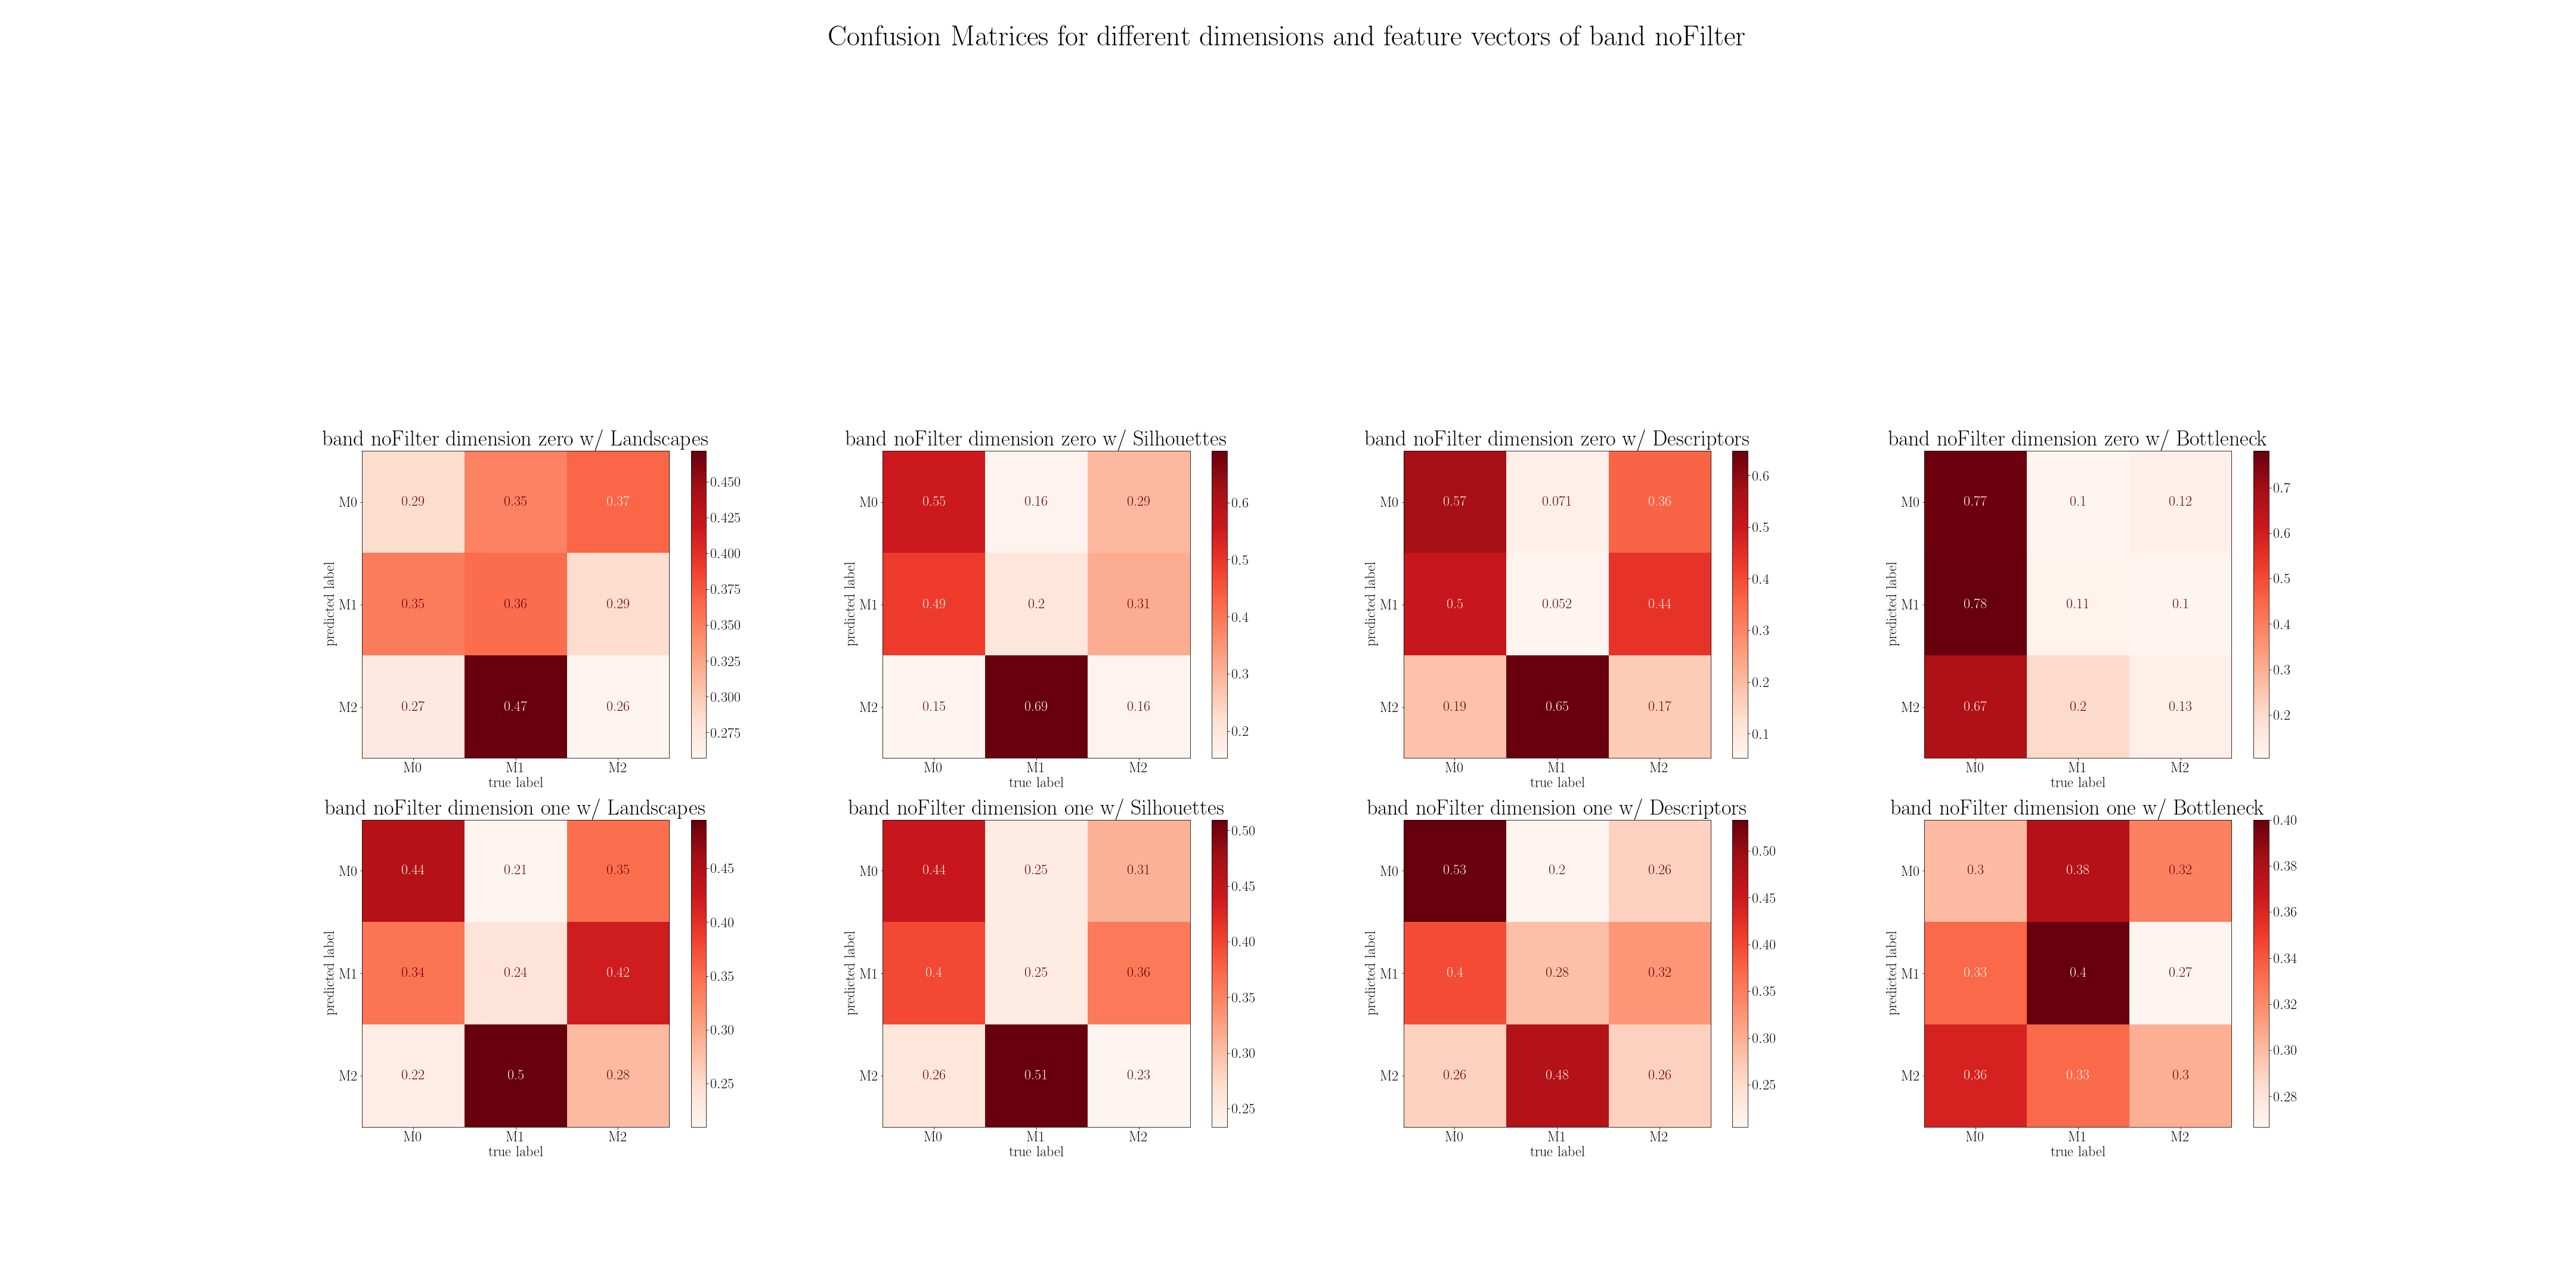 Confusion Matrices for different dimensions and feature vectors of band noFilter
band noFilter dimension zero w/ Landscapes
M0 0.29 0.35 0.37
M1 0.35 0.36 0.29
M2 0.27 0.47 0.26
M0 M1 M2
true label
predicted label
0.450
0.425
0.400
0.375
0.350
0.325
0.300
0.275
band noFilter dimension zero w/ Silhouettes
M0 0.55 0.16 0.29
M1 0.49 0.2 0.31
M2 0.15 0.69 0.16
M0 M1 M2
true label
predicted label
0.6
0.5
0.4
0.3
0.2
band noFilter dimension zero w/ Descriptors
M0 0.57 0.071 0.36
M1 0.5 0.052 0.44
M2 0.19 0.65 0.17
M0 M1 M2
true label
predicted label
0.6
0.5
0.4
0.3
0.2
0.1
band noFilter dimension zero w/ Bottleneck
M0 0.77 0.1 0.12
M1 0.78 0.11 0.1
M2 0.67 0.2 0.13
M0 M1 M2
true label
predicted label
0.7
0.6
0.5
0.4
0.3
0.2
band noFilter dimension one w/ Landscapes
M0 0.44 0.21 0.35
M1 0.34 0.24 0.42
M2 0.22 0.5 0.28
M0 M1 M2
true label
predicted label
0.45
0.40
0.35
0.30
0.25
band noFilter dimension one w/ Silhouettes
M0 0.44 0.25 0.31
M1 0.4 0.25 0.36
M2 0.26 0.51 0.23
M0 M1 M2
true label
predicted label
0.50
0.45
0.40
0.35
0.30
0.25
band noFilter dimension one w/ Descriptors
M0 0.53 0.2 0.26
M1 0.4 0.28 0.32
M2 0.26 0.48 0.26
M0 M1 M2
true label
predicted label
0.50
0.45
0.40
0.35
0.30
0.25
band noFilter dimension one w/ Bottleneck
M0 0.3 0.38 0.32
M1 0.33 0.4 0.27
M2 0.36 0.33 0.3
M0 M1 M2
true label
predicted label
0.40
0.38
0.36
0.34
0.32
0.30
0.28